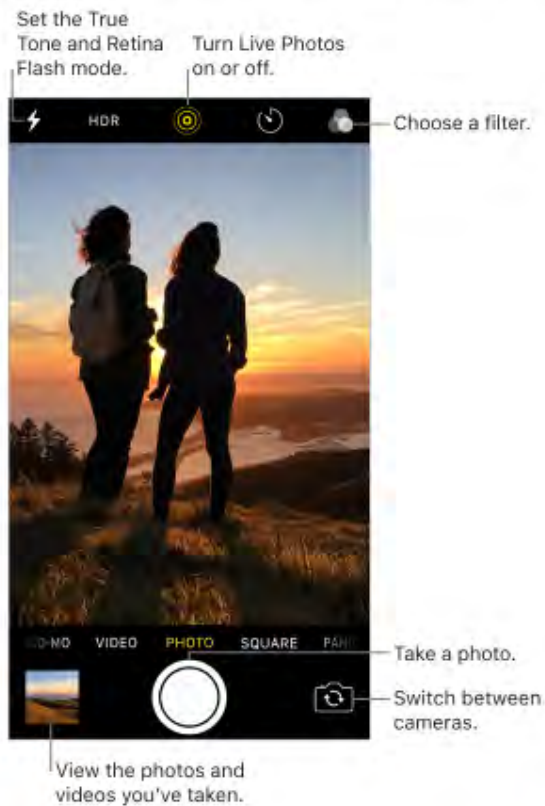 Set the True
Tone and Retina
Flash mode.
Turn Live Photos
on or off.
HDR
Choose a filter.
VIDEO PHOTO SQUARE
Take a photo.
Switch between
cameras.
View the photos and
videos you've taken.